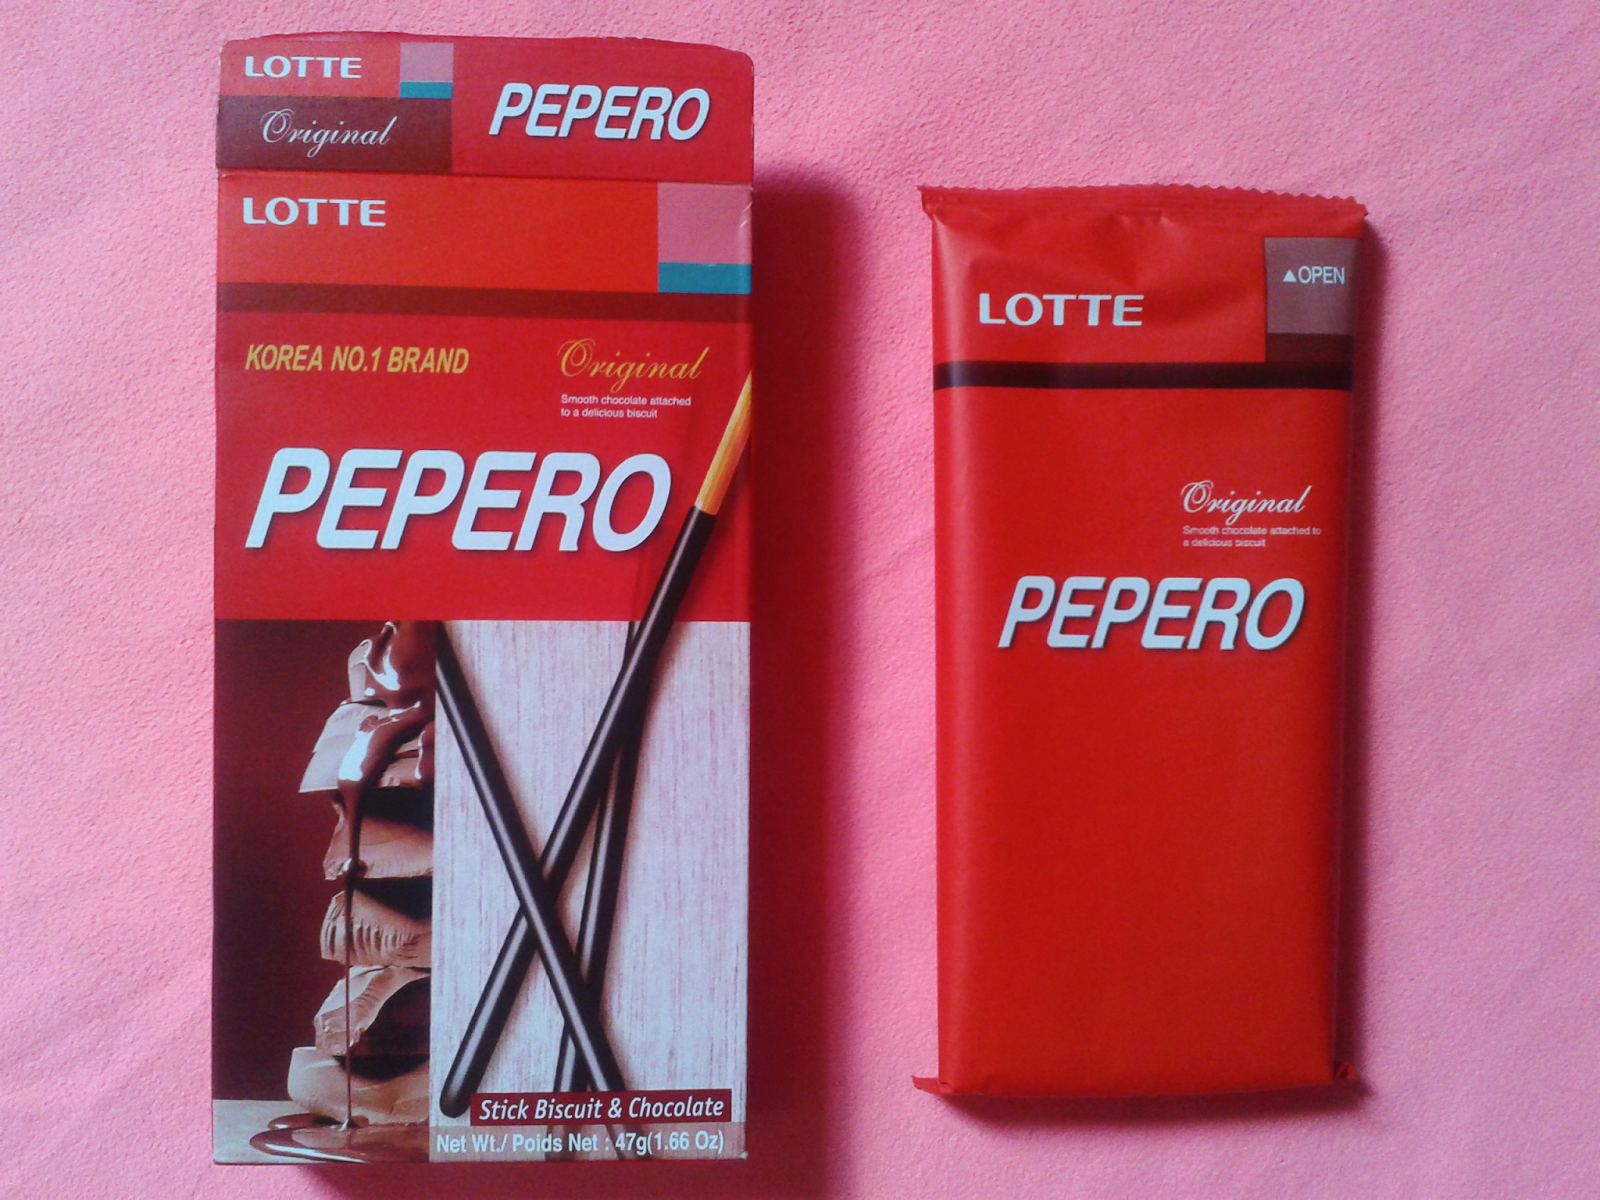 LOTTE
Original
PEPERO
LOTTE
KOREA NO.1 BRAND
Original
Smooth chocolate attached
to a delicious biscuit
PEPERO
Stick Biscuit & Chocolate
Net Wt./ Poids Net : 47g(1.66 Oz)
▲OPEN
LOTTE
Original
Smooth chocolate attached to
a delicious biscuit
PEPERO